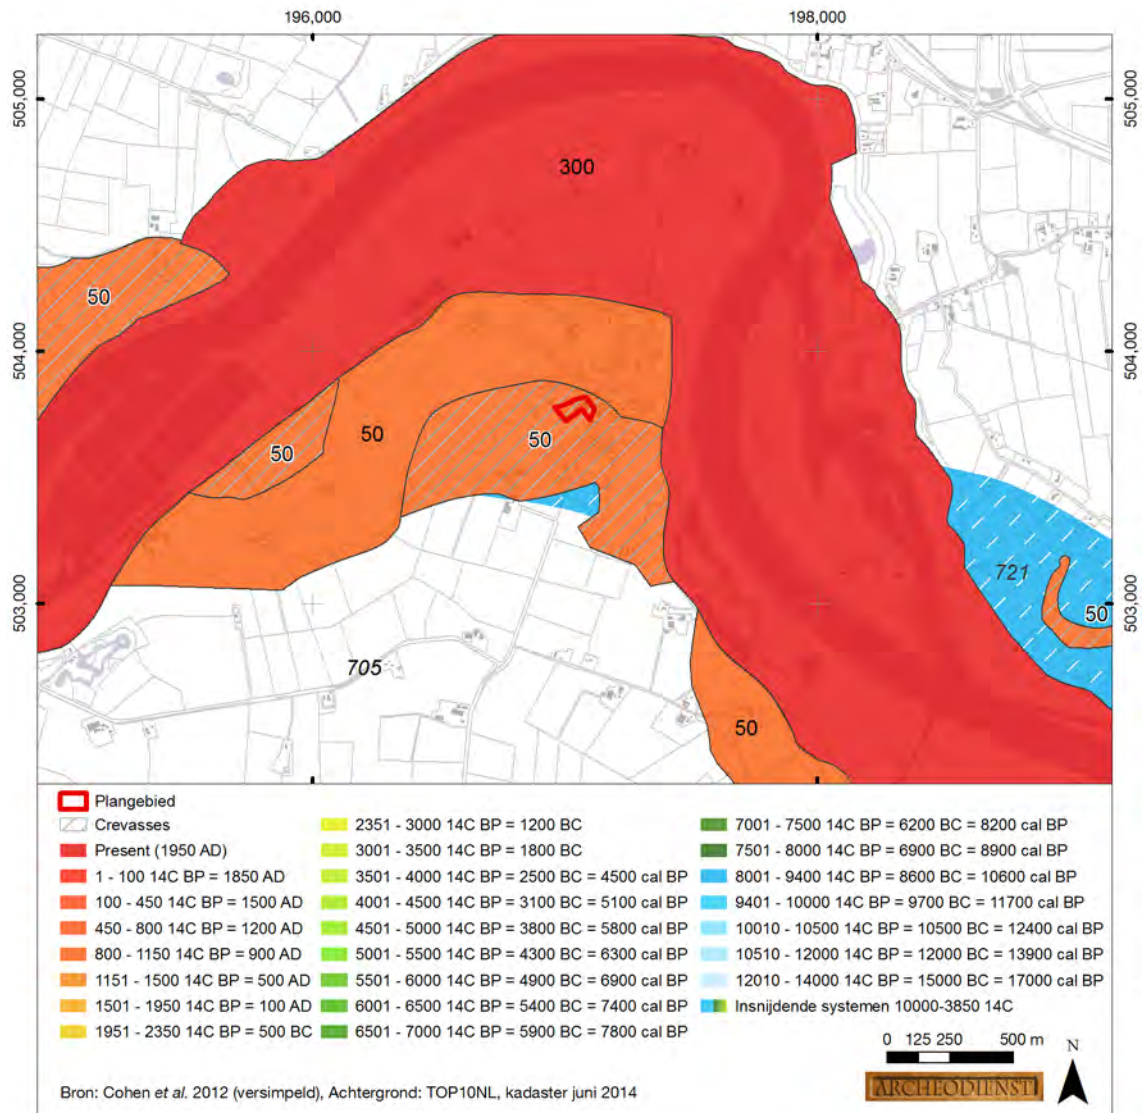 196,000
198,000
505,000
505,000
300
50
504,000
504,000
50
50
50
721
503,000
50
503,000
705
50
Plangebied
Crevasses
Present (1950 AD)
1 - 100 14C BP = 1850 AD
100 - 450 14C BP = 1500 AD
450 - 800 14C BP = 1200 AD
800 - 1150 14C BP = 900 AD
1151 - 1500 14C BP = 500 AD
1501 - 1950 14C BP = 100 AD
1951 - 2350 14C BP = 500 BC
2351 - 3000 14C BP = 1200 BC
3001 - 3500 14C BP = 1800 BC
3501 - 4000 14C BP = 2500 BC = 4500 cal BP
4001 - 4500 14C BP = 3100 BC = 5100 cal BP
4501 - 5000 14C BP = 3800 BC = 5800 cal BP
5001 - 5500 14C BP = 4300 BC = 6300 cal BP
5501 - 6000 14C BP = 4900 BC = 6900 cal BP
6001 - 6500 14C BP = 5400 BC = 7400 cal BP
6501 - 7000 14C BP = 5900 BC = 7800 cal BP
7001 - 7500 14C BP = 6200 BC = 8200 cal BP
7501 - 8000 14C BP = 6900 BC = 8900 cal BP
8001 - 9400 14C BP = 8600 BC = 10600 cal BP
9401 - 10000 14C BP = 9700 BC = 11700 cal BP
10010 - 10500 14C BP = 10500 BC = 12400 cal BP
10510 - 12000 14C BP = 12000 BC = 13900 cal BP
12010 - 14000 14C BP = 15000 BC = 17000 cal BP
Insnijdende systemen 10000-3850 14C
0 125 250 500 m
N
ARCHEODIENST
Bron: Cohen et al. 2012 (versimpeld), Achtergrond: TOP10NL, kadaster juni 2014